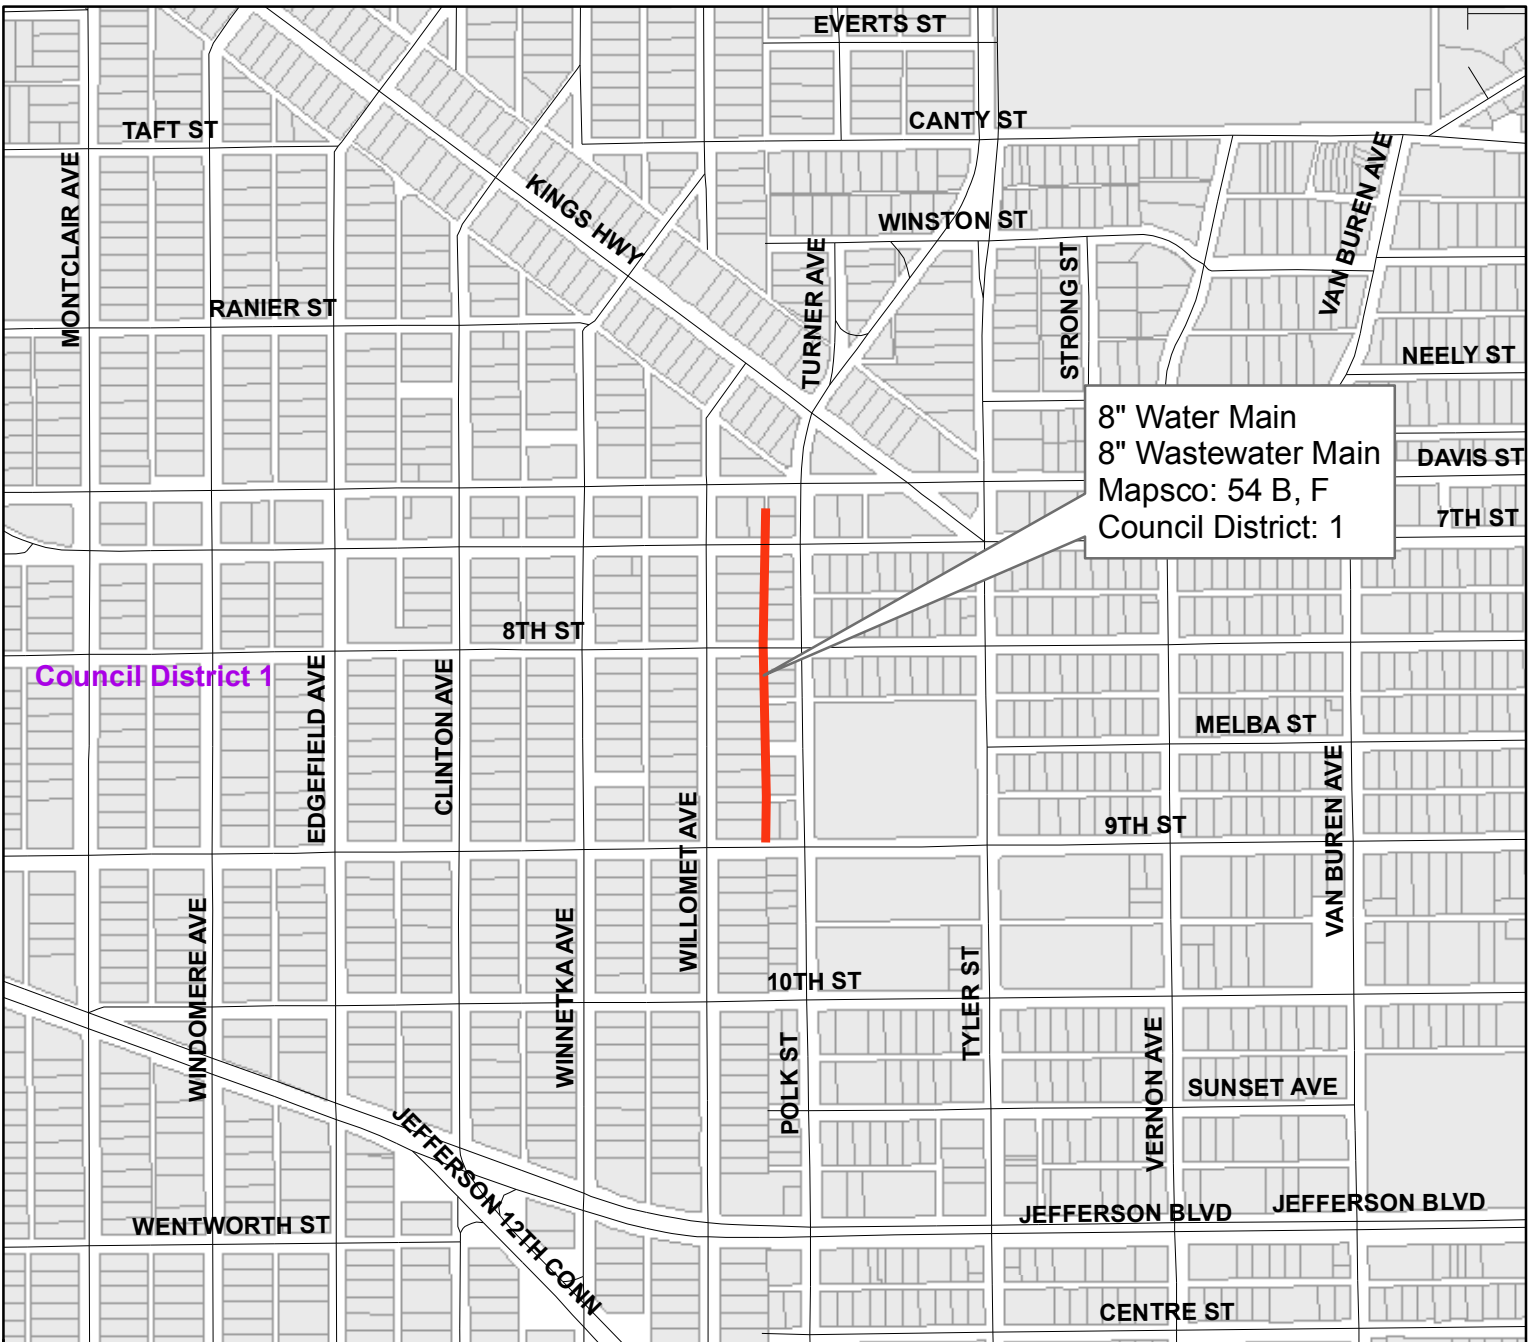 EVERTS ST
CANTY ST
TAFT ST
MONTCLAIR AVE
KINGS HWY
VAN BUREN AVE
WINSTON ST
TURNER AVE
STRONG ST
RANIER ST
NEELY ST
8" Water Main
8" Wastewater Main
Mapsco: 54 B, F
Council District: 1
DAVIS ST
7TH ST
8TH ST
Council District 1
EDGEFIELD AVE
CLINTON AVE
MELBA ST
WILLOMET AVE
VAN BUREN AVE
9TH ST
WINDOMERE AVE
WINNETKA AVE
10TH ST
TYLER ST
POLK ST
VERNON AVE
SUNSET AVE
JEFFERSON 12TH CONN
JEFFERSON BLVD
JEFFERSON BLVD
WENTWORTH ST
CENTRE ST